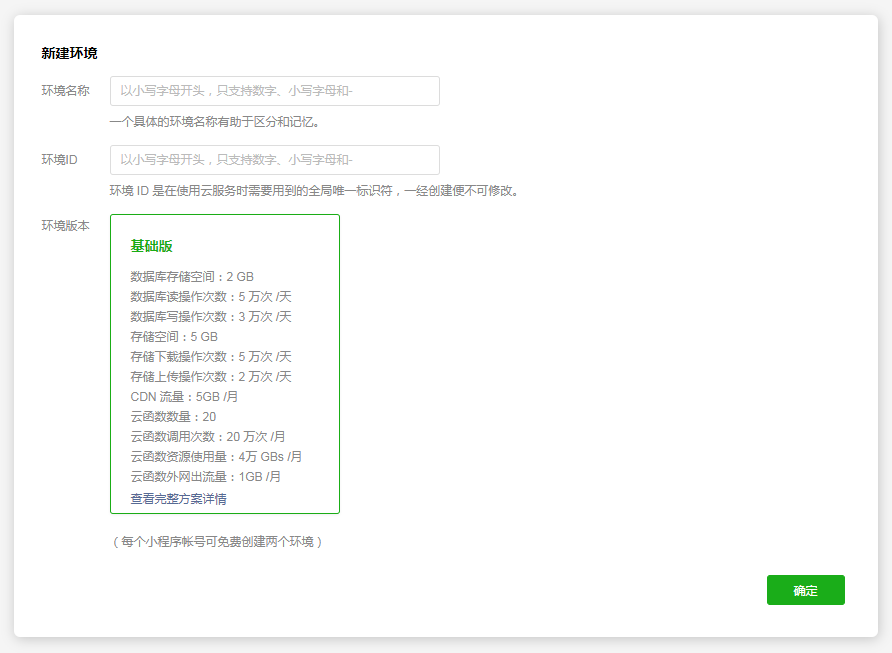 新建环境
环境名称
以小写字母开头，只支持数字、小写字母和-
一个具体的环境名称有助于区分和记忆。
环境ID
以小写字母开头，只支持数字、小写字母和-
环境 ID 是在使用云服务时需要用到的全局唯一标识符，一经创建便不可修改。
环境版本
基础版
数据库存储空间：2 GB
数据库读操作次数：5 万次 /天
数据库写操作次数：3 万次 /天
存储空间：5 GB
存储下载操作次数：5 万次 /天
存储上传操作次数：2 万次 /天
CDN 流量：5GB /月
云函数数量：20
云函数调用次数：20 万次 /月
云函数资源使用量：4万 GBs /月
云函数外网出流量：1GB /月
查看完整方案详情
（每个小程序帐号可免费创建两个环境）
确定